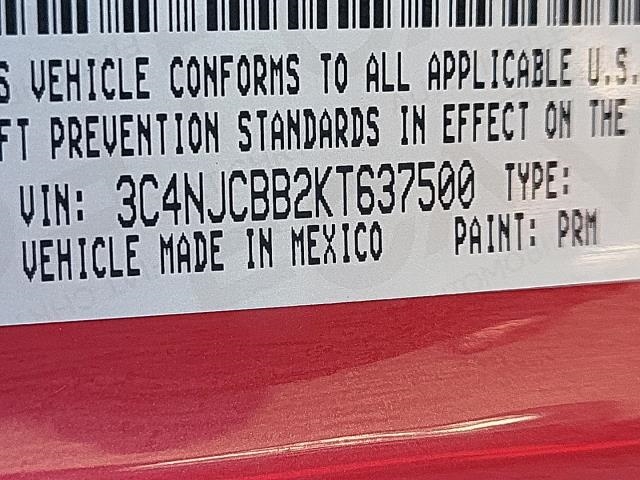 S VEHICLE CONFORMS TO ALL APPLICABLE U.S.
FT PREVENTION STANDARDS IN EFFECT ON THE
VIN: 3C4NJCBB2KT637500 TYPE:
VEHICLE MADE IN MEXICO PAINT: PRM